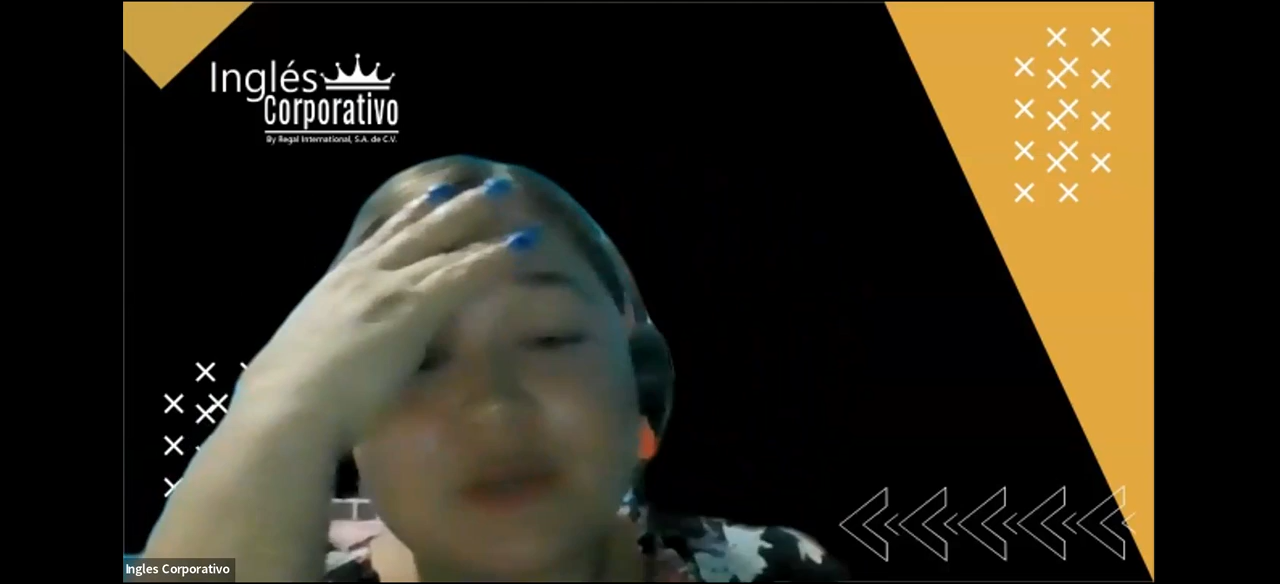 Inglés
Corporativo
By Regal International, S.A. de C.V.
Ingles Corporativo